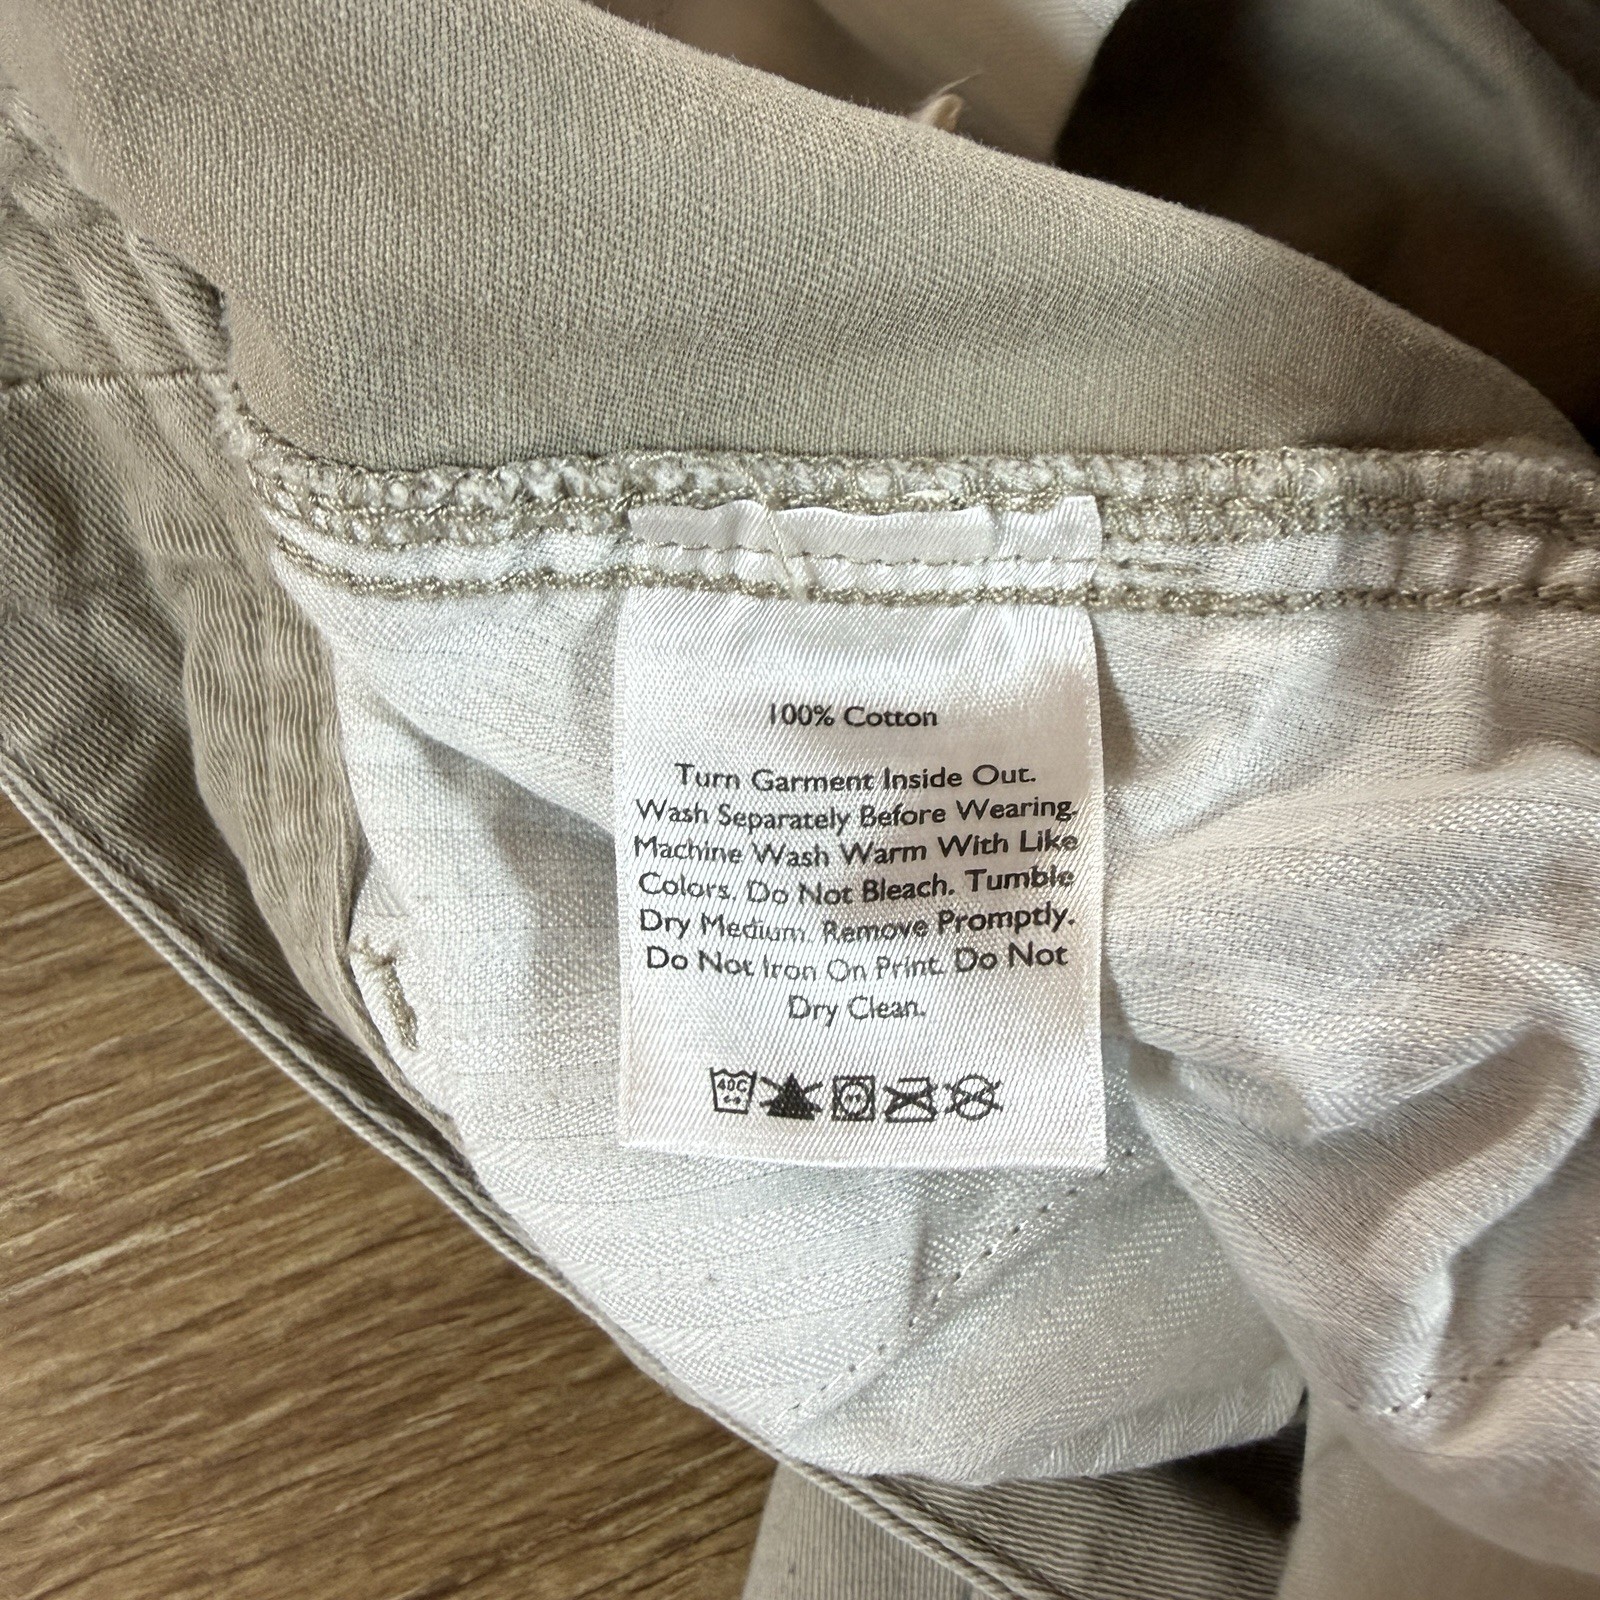 100% Cotton
Turn Garment Inside Out.
Wash Separately Before Wearing.
Machine Wash Warm With Like
Colors. Do Not Bleach. Tumble
Dry Medium. Remove Promptly.
Do Not Iron On Print. Do Not
Dry Clean.
40C